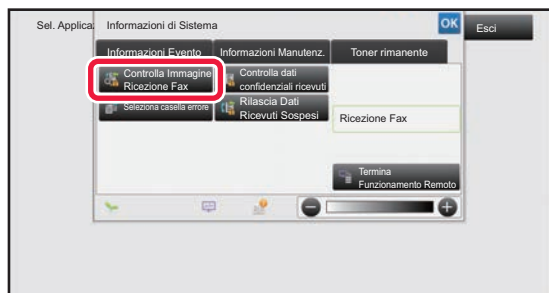 Sel. Applica:
Informazioni di Sistema
OK
Esci
Informazioni Evento
Informazioni Manutenz.
Toner rimanente
Controlla Immagine
Ricezione Fax
Controlla dati
confidenziali ricevuti
Seleziona casella errore
Rilascia Dati
Ricevuti Sospesi
Ricezione Fax
Termina
Funzionamento Remoto